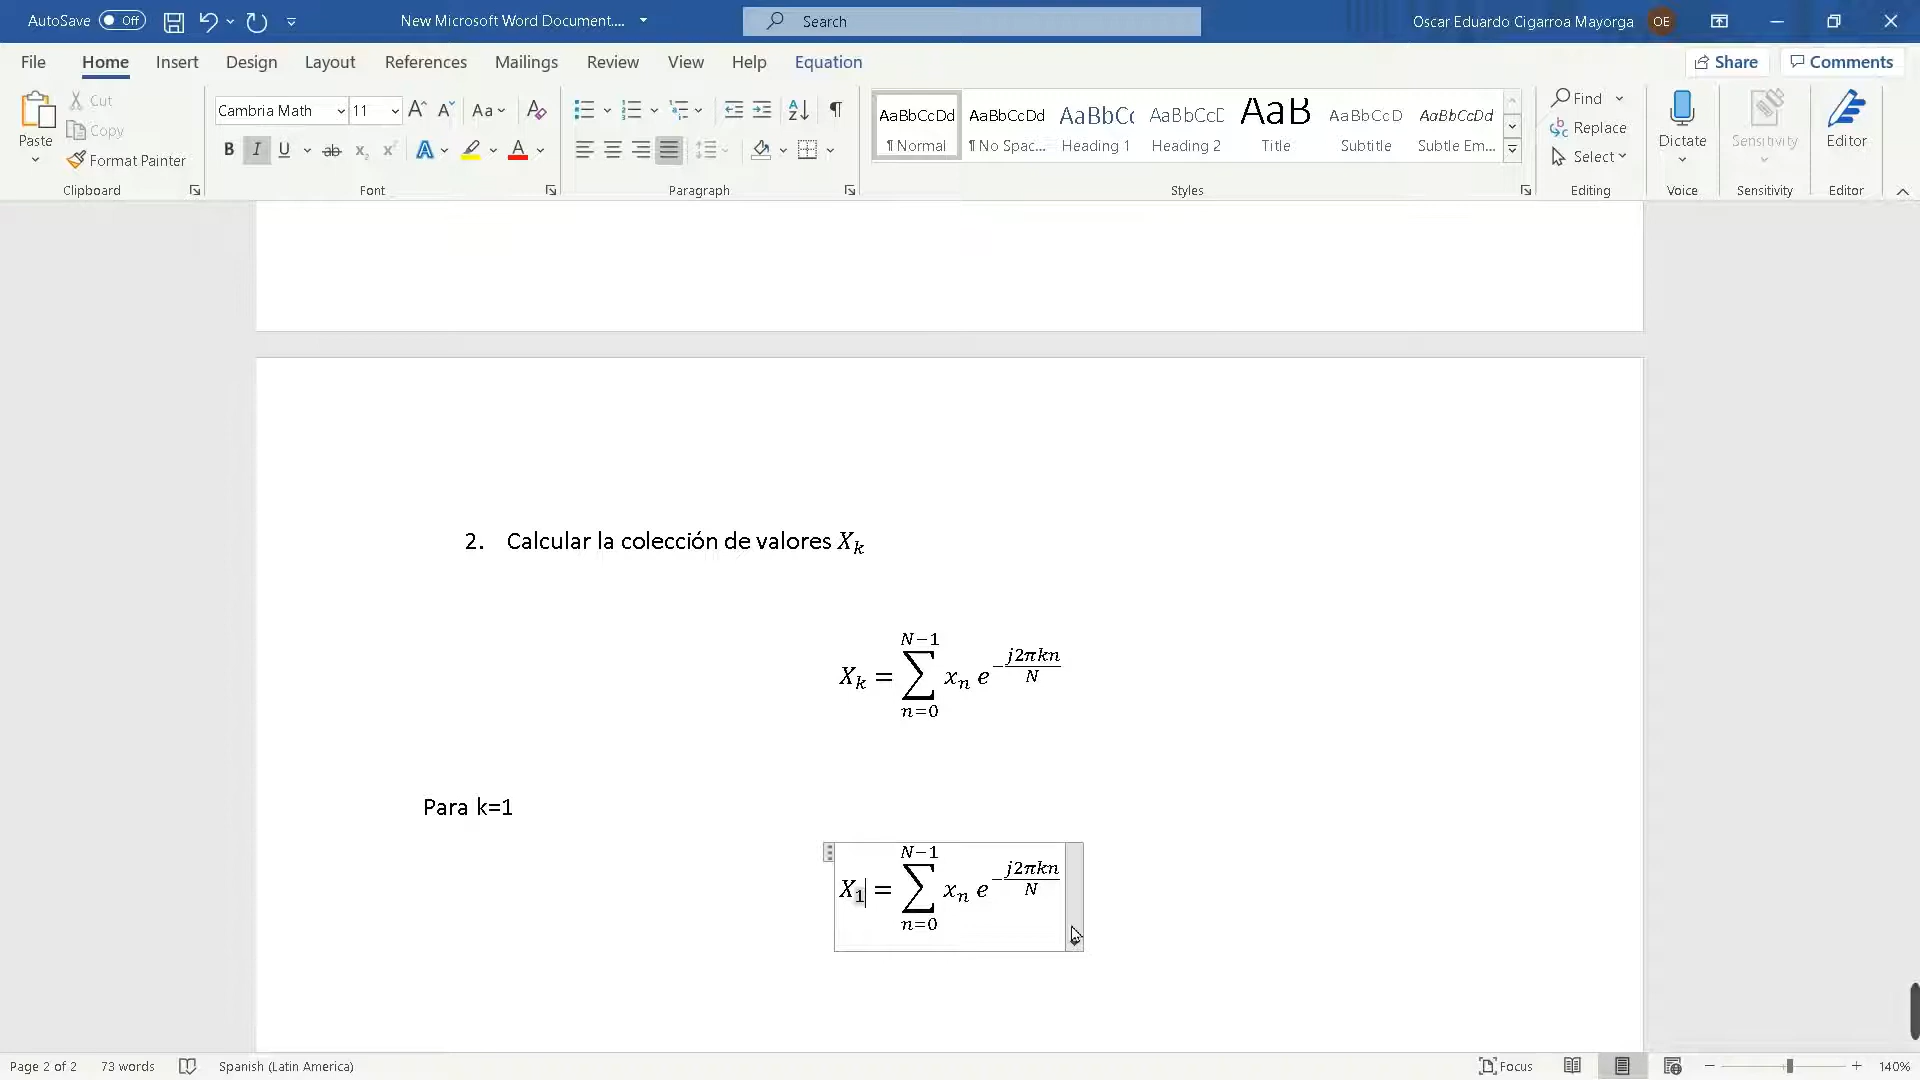 AutoSave Off New Microsoft Word Document.... Search Oscar Eduardo Cigarroa Mayorga OE
File Home Insert Design Layout References Mailings Review View Help Equation Share Comments
Paste Cut Copy Format Painter
Clipboard
Cambria Math 11 Aa
B I U ab x₂ x² A A
Font
Paragraph
AaBbCcDd AaBbCcDd AaBbCc AaBbCcD AaB AaBbCcD AaBbCcDd
¶ Normal ¶ No Spac... Heading 1 Heading 2 Title Subtitle Subtle Em...
Styles
Find
Replace
Select
Editing
Dictate
Voice
Sensitivity
Sensitivity
Editor
Editor
2. Calcular la colección de valores X_k
X_k = ∑_{n=0}^{N−1} x_n e^{−j2πkn/N}
Para k=1
X_1 = ∑_{n=0}^{N−1} x_n e^{−j2πkn/N}
Page 2 of 2 73 words Spanish (Latin America) Focus 140%